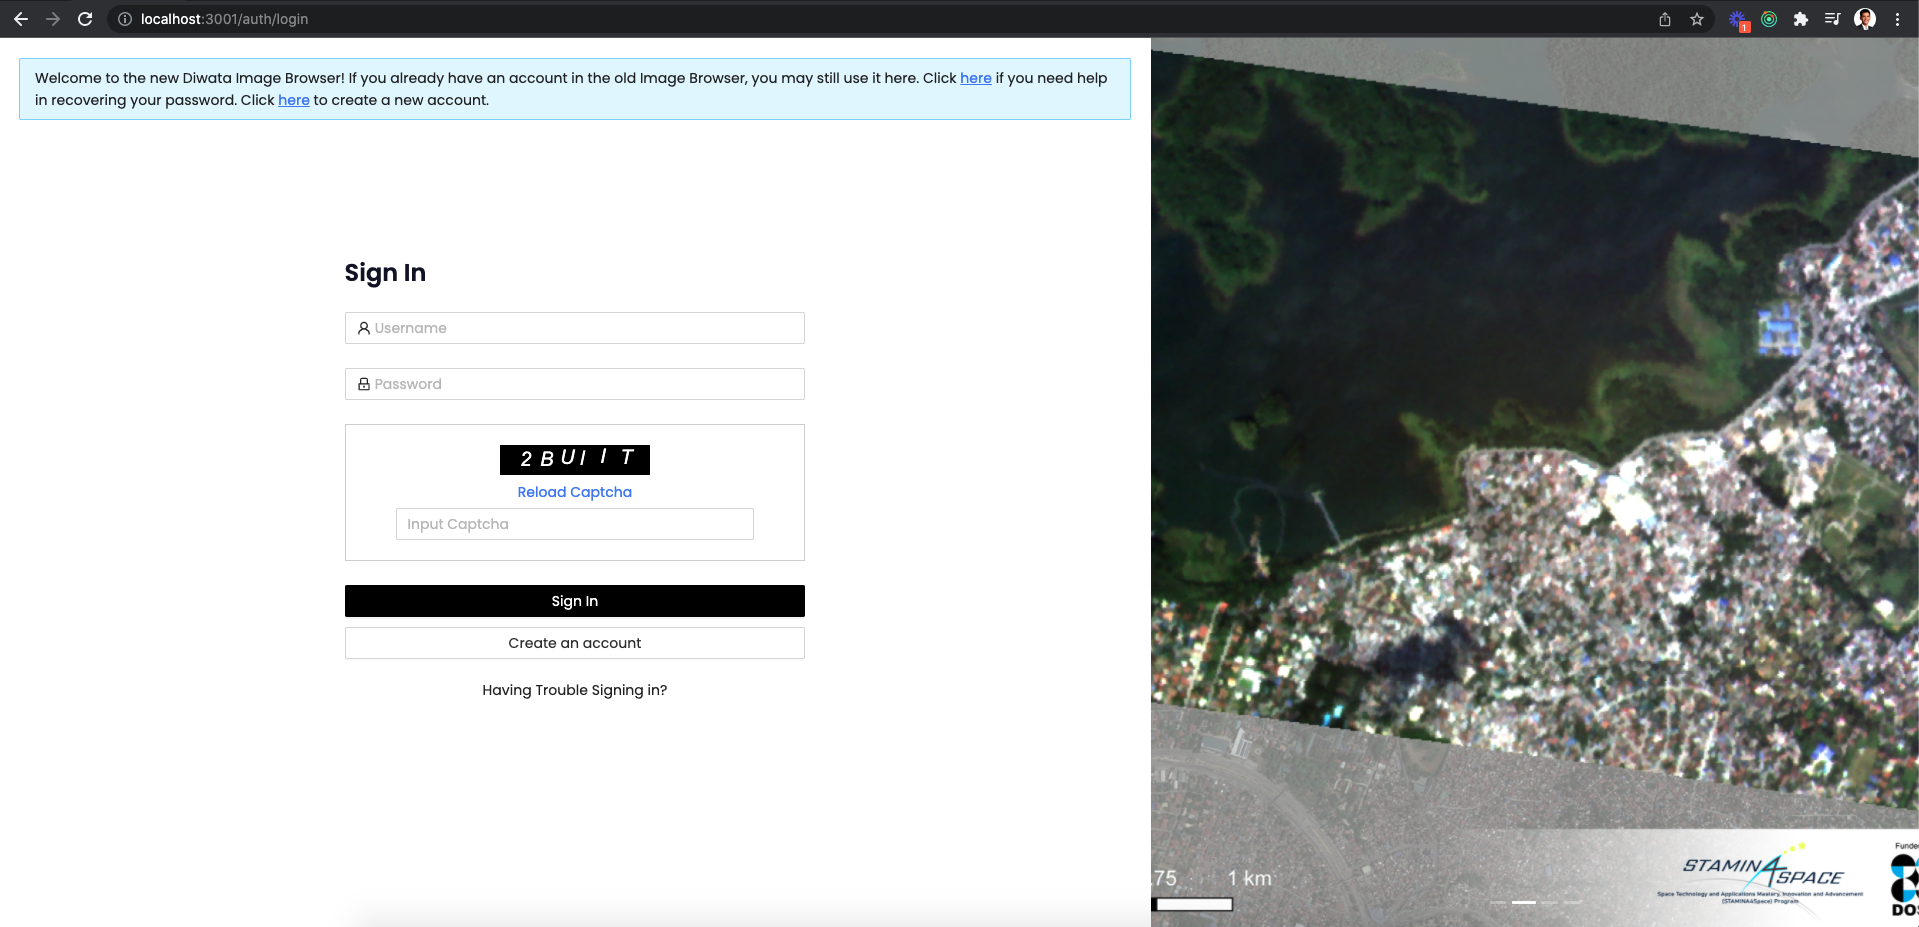 localhost:3001/auth/login
1
Welcome to the new Diwata Image Browser! If you already have an account in the old Image Browser, you may still use it here. Click here if you need help
in recovering your password. Click here to create a new account.
Sign In
Username
Password
2BUIIT
Reload Captcha
Input Captcha
Sign In
Create an account
Having Trouble Signing in?
.75 1 km
STAMINA4SPACE
Space Technology and Applications Mastery, Innovation and Advancement
(STAMINA4Space) Program
Funde
DOS